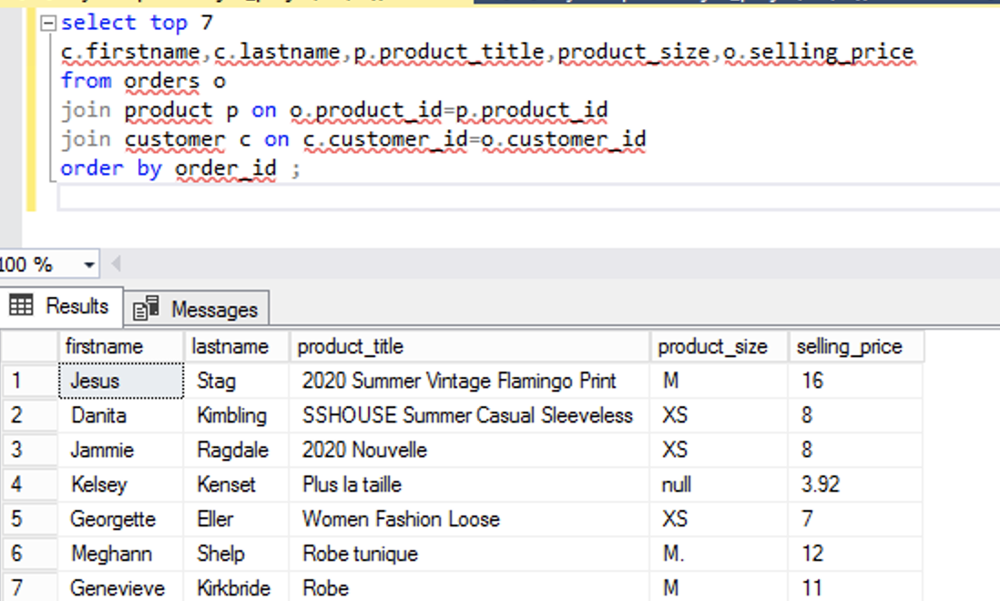 select top 7
c.firstname,c.lastname,p.product_title,product_size,o.selling_price
from orders o
join product p on o.product_id=p.product_id
join customer c on c.customer_id=o.customer_id
order by order_id ;
100 %
Results Messages
firstname lastname product_title product_size selling_price
1 Jesus Stag 2020 Summer Vintage Flamingo Print M 16
2 Danita Kimbling SSHOUSE Summer Casual Sleeveless XS 8
3 Jammie Ragdale 2020 Nouvelle XS 8
4 Kelsey Kenset Plus la taille null 3.92
5 Georgette Eller Women Fashion Loose XS 7
6 Meghann Shelp Robe tunique M. 12
7 Genevieve Kirkbride Robe M 11